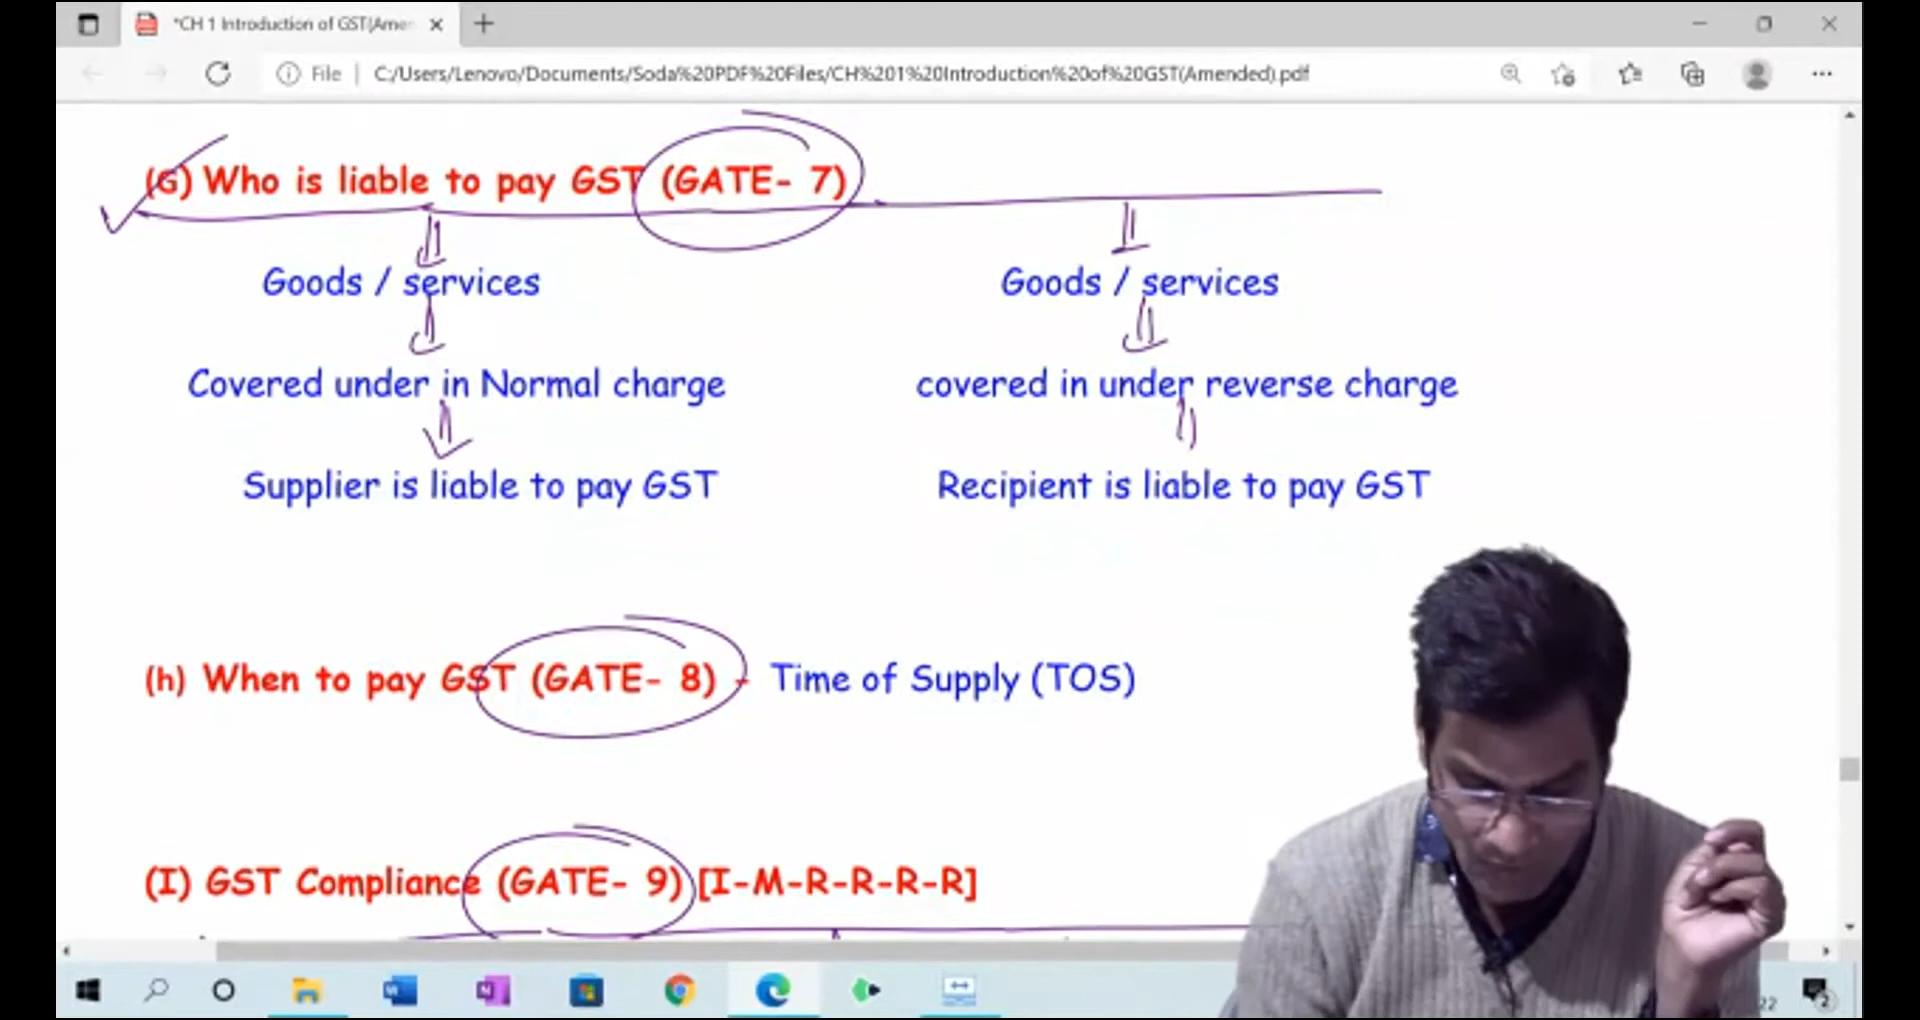 *CH 1 Introduction of GST(Amen
File | C:/Users/Lenovo/Documents/Soda%20PDF%20Files/CH%201%20Introduction%20of%20GST(Amended).pdf
(G) Who is liable to pay GST (GATE- 7)
Goods / services Goods / services
Covered under in Normal charge covered in under reverse charge
Supplier is liable to pay GST Recipient is liable to pay GST
(h) When to pay GST (GATE- 8) - Time of Supply (TOS)
(I) GST Compliance (GATE- 9) [I-M-R-R-R-R]
22 2